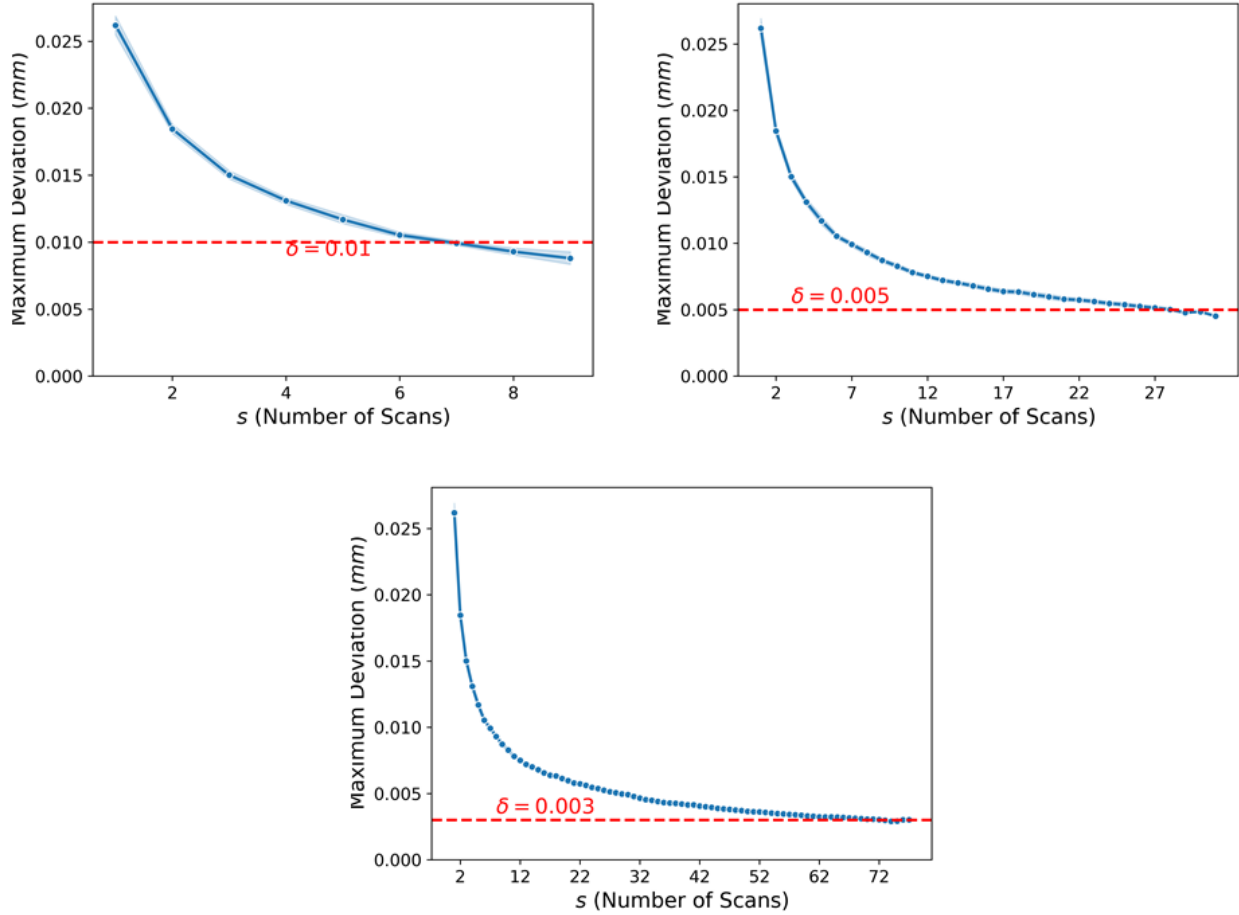 Maximum Deviation (mm)
0.025
0.020
0.015
0.010
0.005
0.000
δ = 0.01
2 4 6 8
s (Number of Scans)
Maximum Deviation (mm)
0.025
0.020
0.015
0.010
0.005
0.000
δ = 0.005
2 7 12 17 22 27
s (Number of Scans)
Maximum Deviation (mm)
0.025
0.020
0.015
0.010
0.005
0.000
δ = 0.003
2 12 22 32 42 52 62 72
s (Number of Scans)